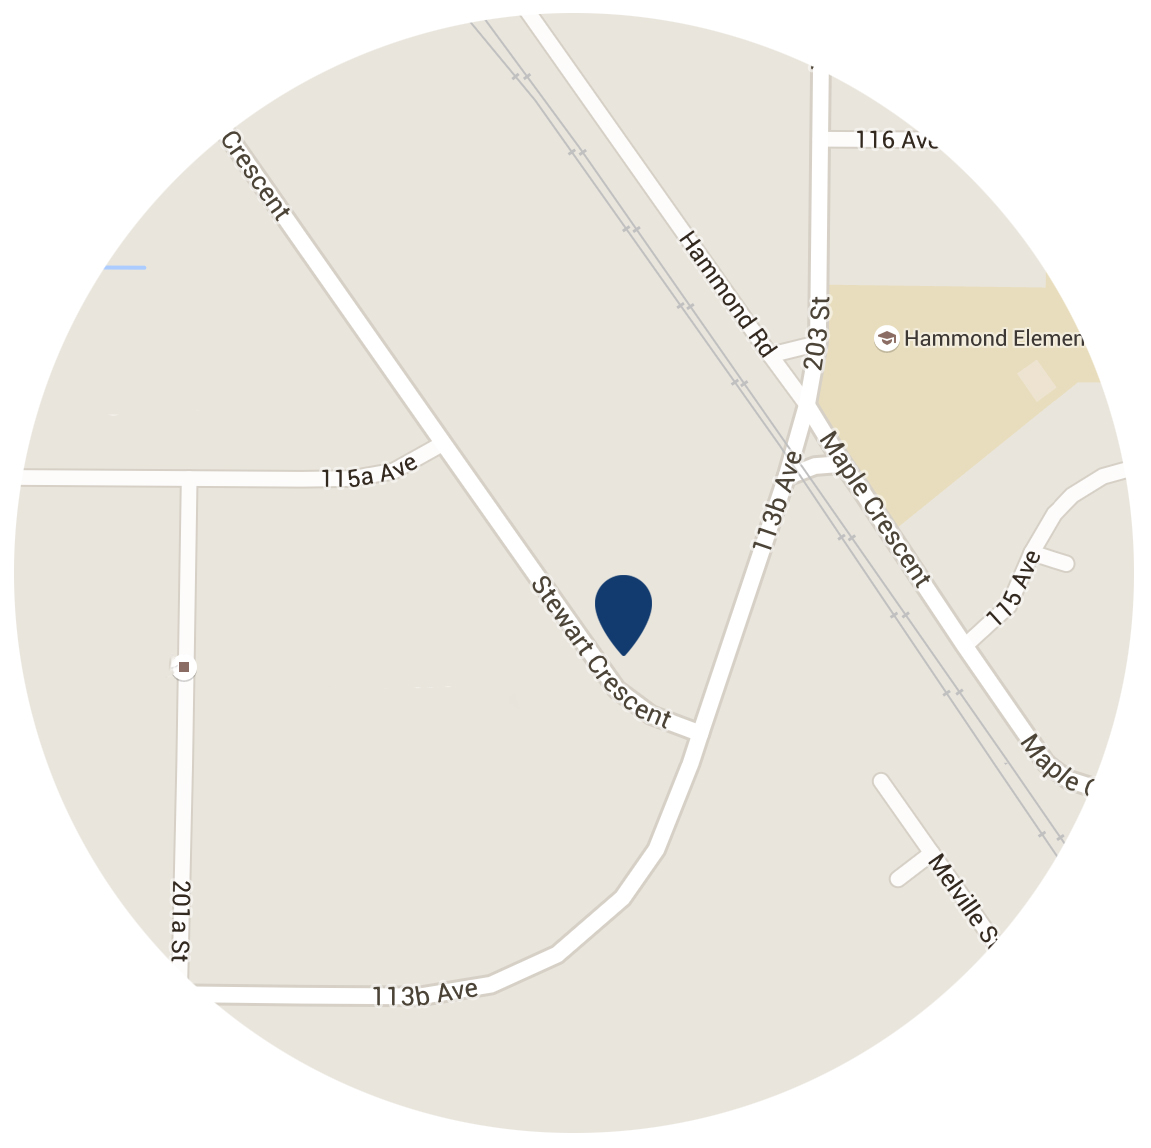 Crescent
116 Ave
Hammond Rd
203 St
Hammond Elemen
115a Ave
Maple Crescent
113b Ave
115 Ave
Stewart Crescent
Maple C
Melville St
201a St
113b Ave